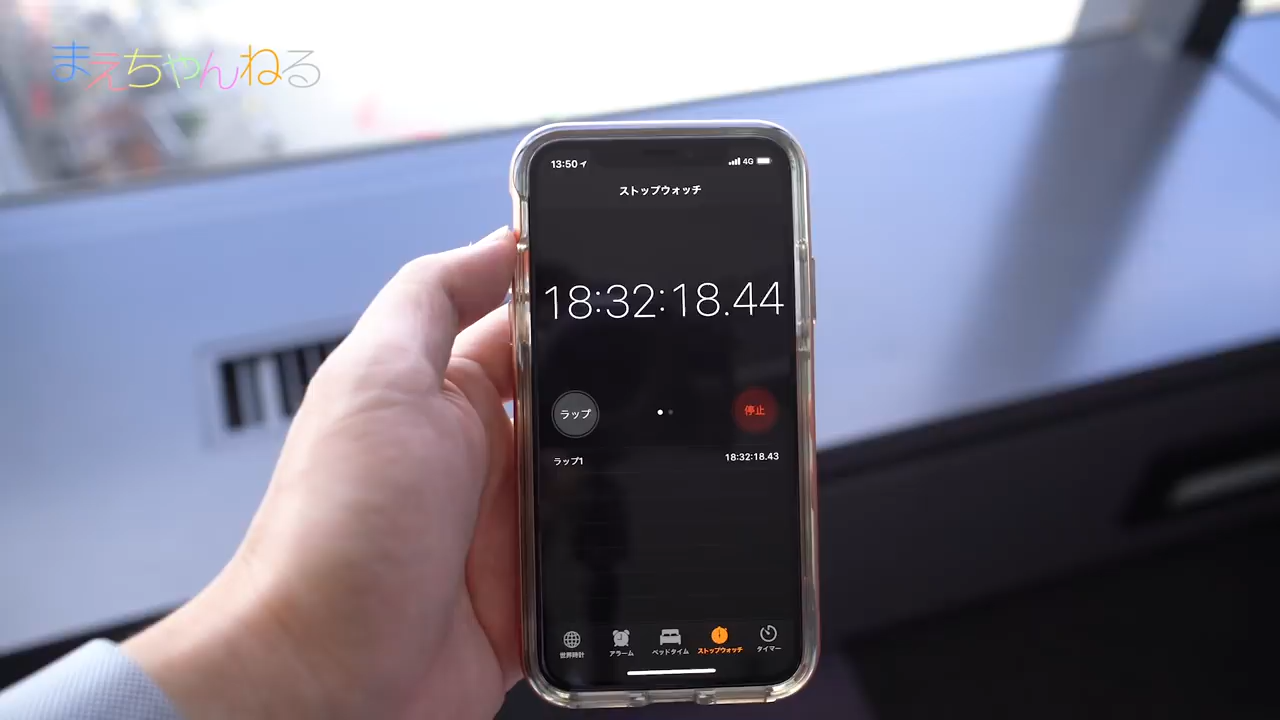 まえちゃんねる
13:50
4G
ストップウォッチ
18:32:18.44
ラップ
停止
ラップ1
18:32:18.43
世界時計
アラーム
ベッドタイム
ストップウォッチ
タイマー